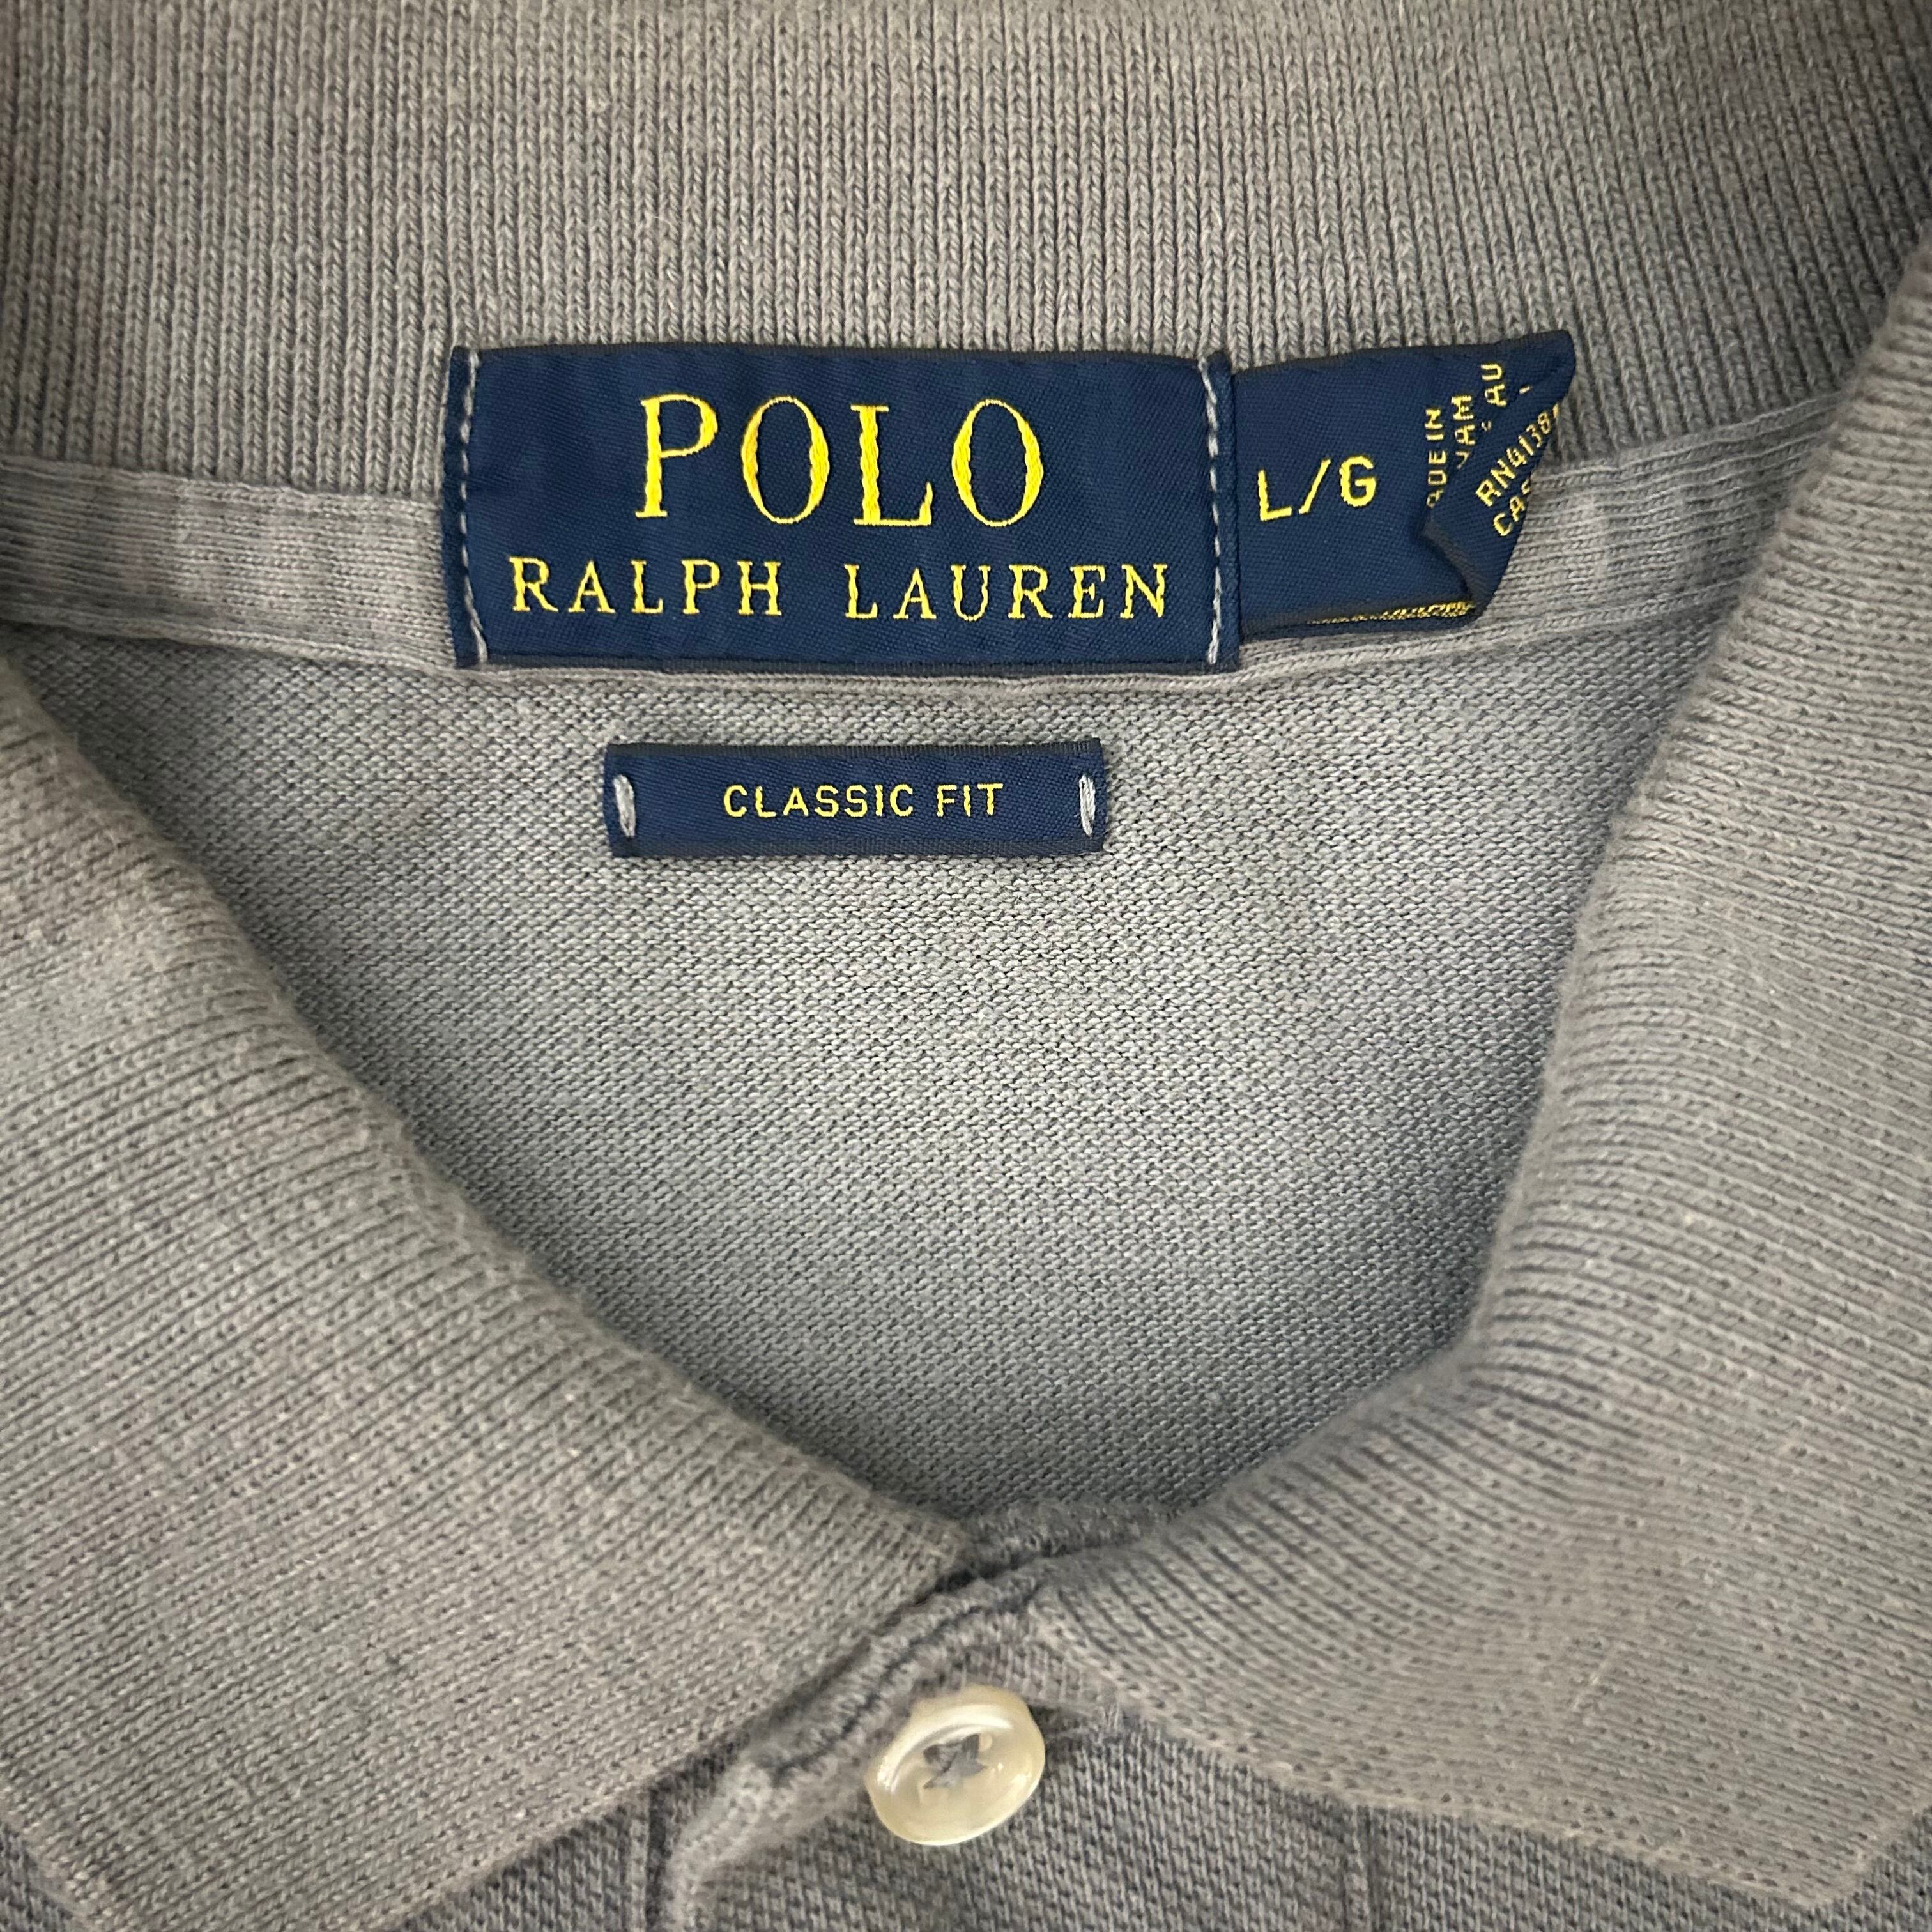 POLO
RALPH LAUREN
L/G
CLASSIC FIT